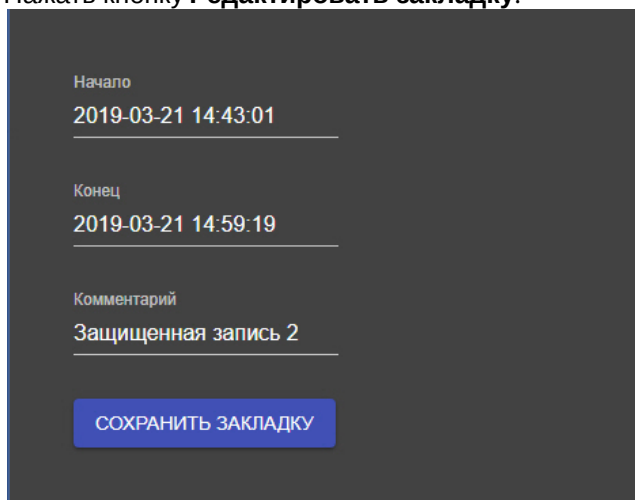 Нажать кнопку Редактировать закладку.
Начало
2019-03-21 14:43:01
Конец
2019-03-21 14:59:19
Комментарий
Защищенная запись 2
СОХРАНИТЬ ЗАКЛАДКУ